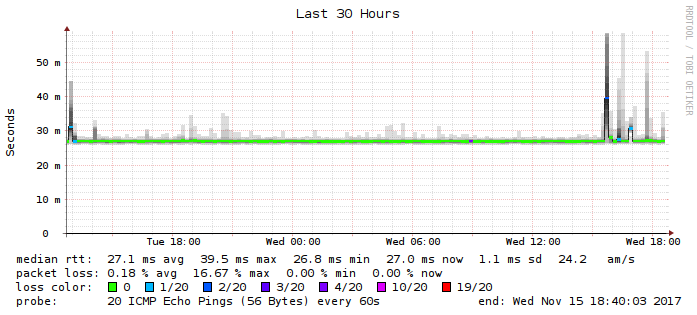 Last 30 Hours
RRDTOOL / TOBI OETIKER
Seconds
50 m
40 m
30 m
20 m
10 m
0
Tue 18:00 Wed 00:00 Wed 06:00 Wed 12:00 Wed 18:00
median rtt: 27.1 ms avg 39.5 ms max 26.8 ms min 27.0 ms now 1.1 ms sd 24.2 am/s
packet loss: 0.18 % avg 16.67 % max 0.00 % min 0.00 % now
loss color: 0 1/20 2/20 3/20 4/20 10/20 19/20
probe: 20 ICMP Echo Pings (56 Bytes) every 60s end: Wed Nov 15 18:40:03 2017